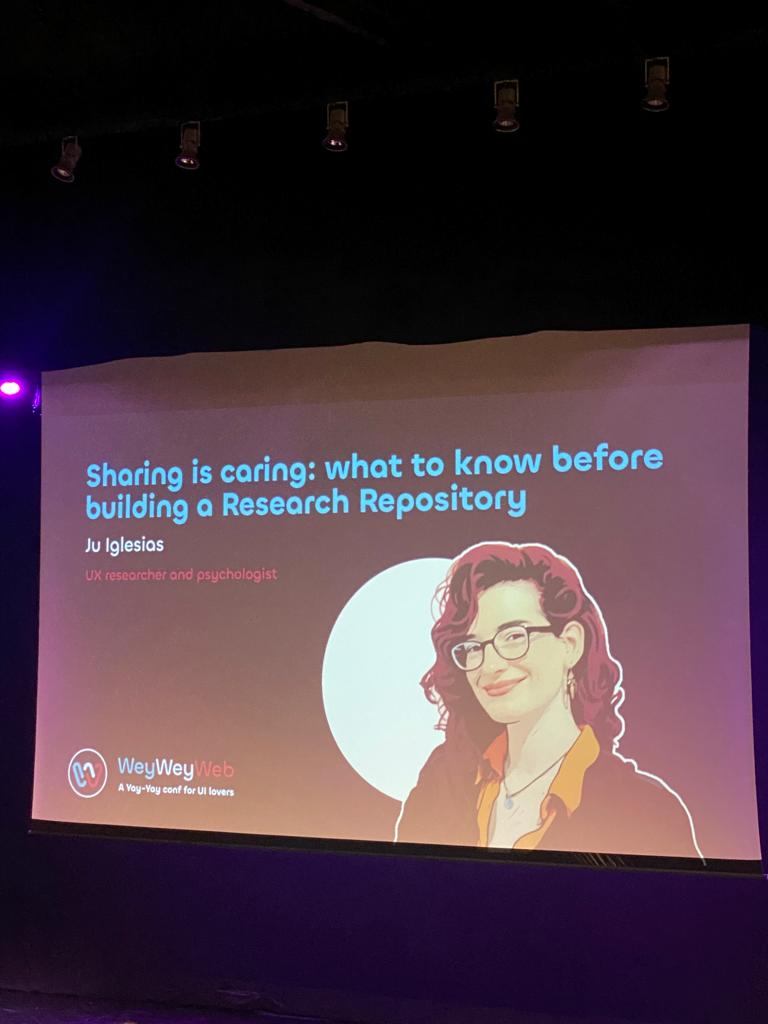 Sharing is caring: what to know before
building a Research Repository
Ju Iglesias
UX researcher and psychologist
WeyWeyWeb
A Yay-Yay conf for UI lovers